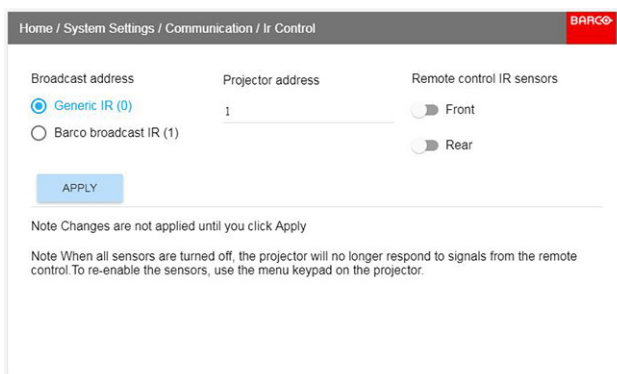 Home / System Settings / Communication / Ir Control
BARCO
Broadcast address
Generic IR (0)
Barco broadcast IR (1)
Projector address
1
Remote control IR sensors
Front
Rear
APPLY
Note Changes are not applied until you click Apply
Note When all sensors are turned off, the projector will no longer respond to signals from the remote
control.To re-enable the sensors, use the menu keypad on the projector.